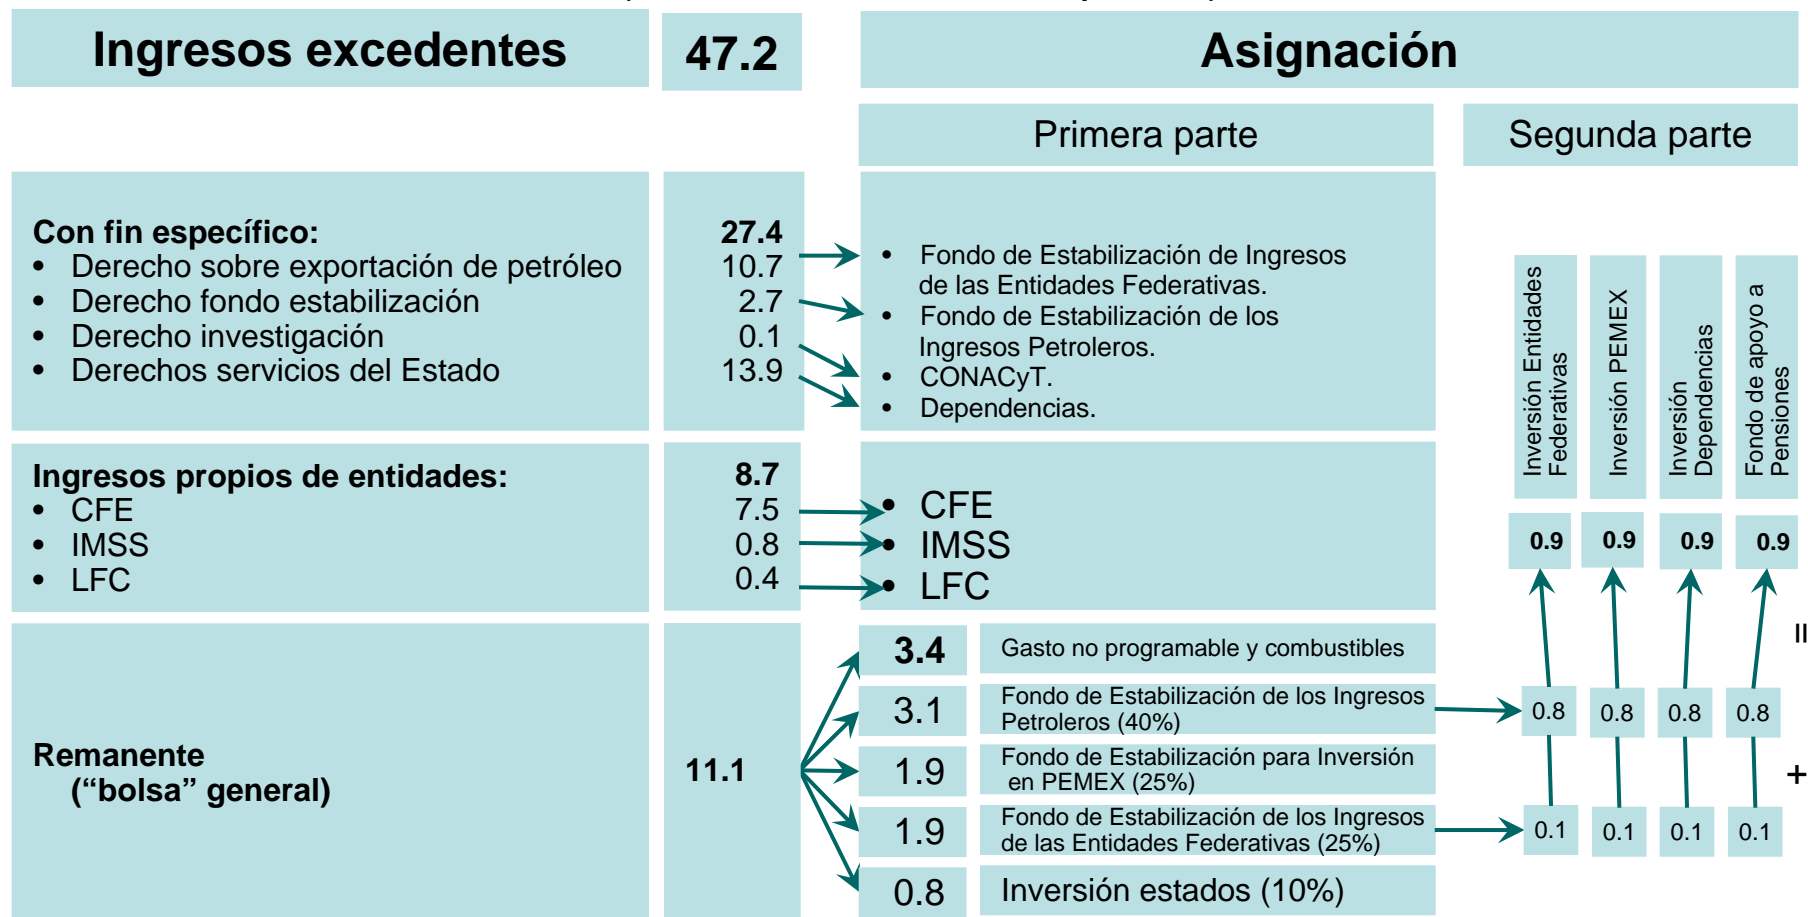 Ingresos excedentes
47.2
Asignación
Primera parte
Segunda parte
Con fin específico:
27.4
• Derecho sobre exportación de petróleo
10.7
• Derecho fondo estabilización
2.7
• Derecho investigación
0.1
• Derechos servicios del Estado
13.9
• Fondo de Estabilización de Ingresos
de las Entidades Federativas.
• Fondo de Estabilización de los
Ingresos Petroleros.
• CONACyT.
• Dependencias.
Inversión Entidades
Federativas
Inversión PEMEX
Inversión
Dependencias
Fondo de apoyo a
Pensiones
Ingresos propios de entidades:
8.7
• CFE
7.5
• IMSS
0.8
• LFC
0.4
• CFE
• IMSS
• LFC
0.9
0.9
0.9
0.9
=
Remanente
(“bolsa” general)
11.1
3.4
Gasto no programable y combustibles
3.1
Fondo de Estabilización de los Ingresos
Petroleros (40%)
0.8
0.8
0.8
0.8
1.9
Fondo de Estabilización para Inversión
en PEMEX (25%)
+
1.9
Fondo de Estabilización de los Ingresos
de las Entidades Federativas (25%)
0.1
0.1
0.1
0.1
0.8
Inversión estados (10%)